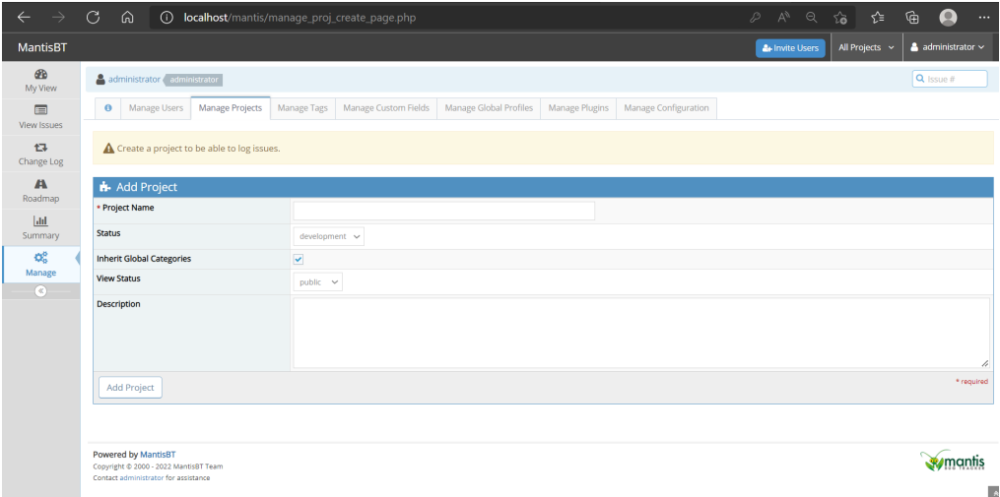 localhost/mantis/manage_proj_create_page.php
MantisBT
Invite Users
All Projects
administrator
My View
View Issues
Change Log
Roadmap
Summary
Manage
administrator administrator
Issue #
Manage Users
Manage Projects
Manage Tags
Manage Custom Fields
Manage Global Profiles
Manage Plugins
Manage Configuration
Create a project to be able to log issues.
Add Project
* Project Name
Status
development
Inherit Global Categories
View Status
public
Description
Add Project
* required
Powered by MantisBT
Copyright © 2000 - 2022 MantisBT Team
Contact administrator for assistance
mantis
BUG TRACKER